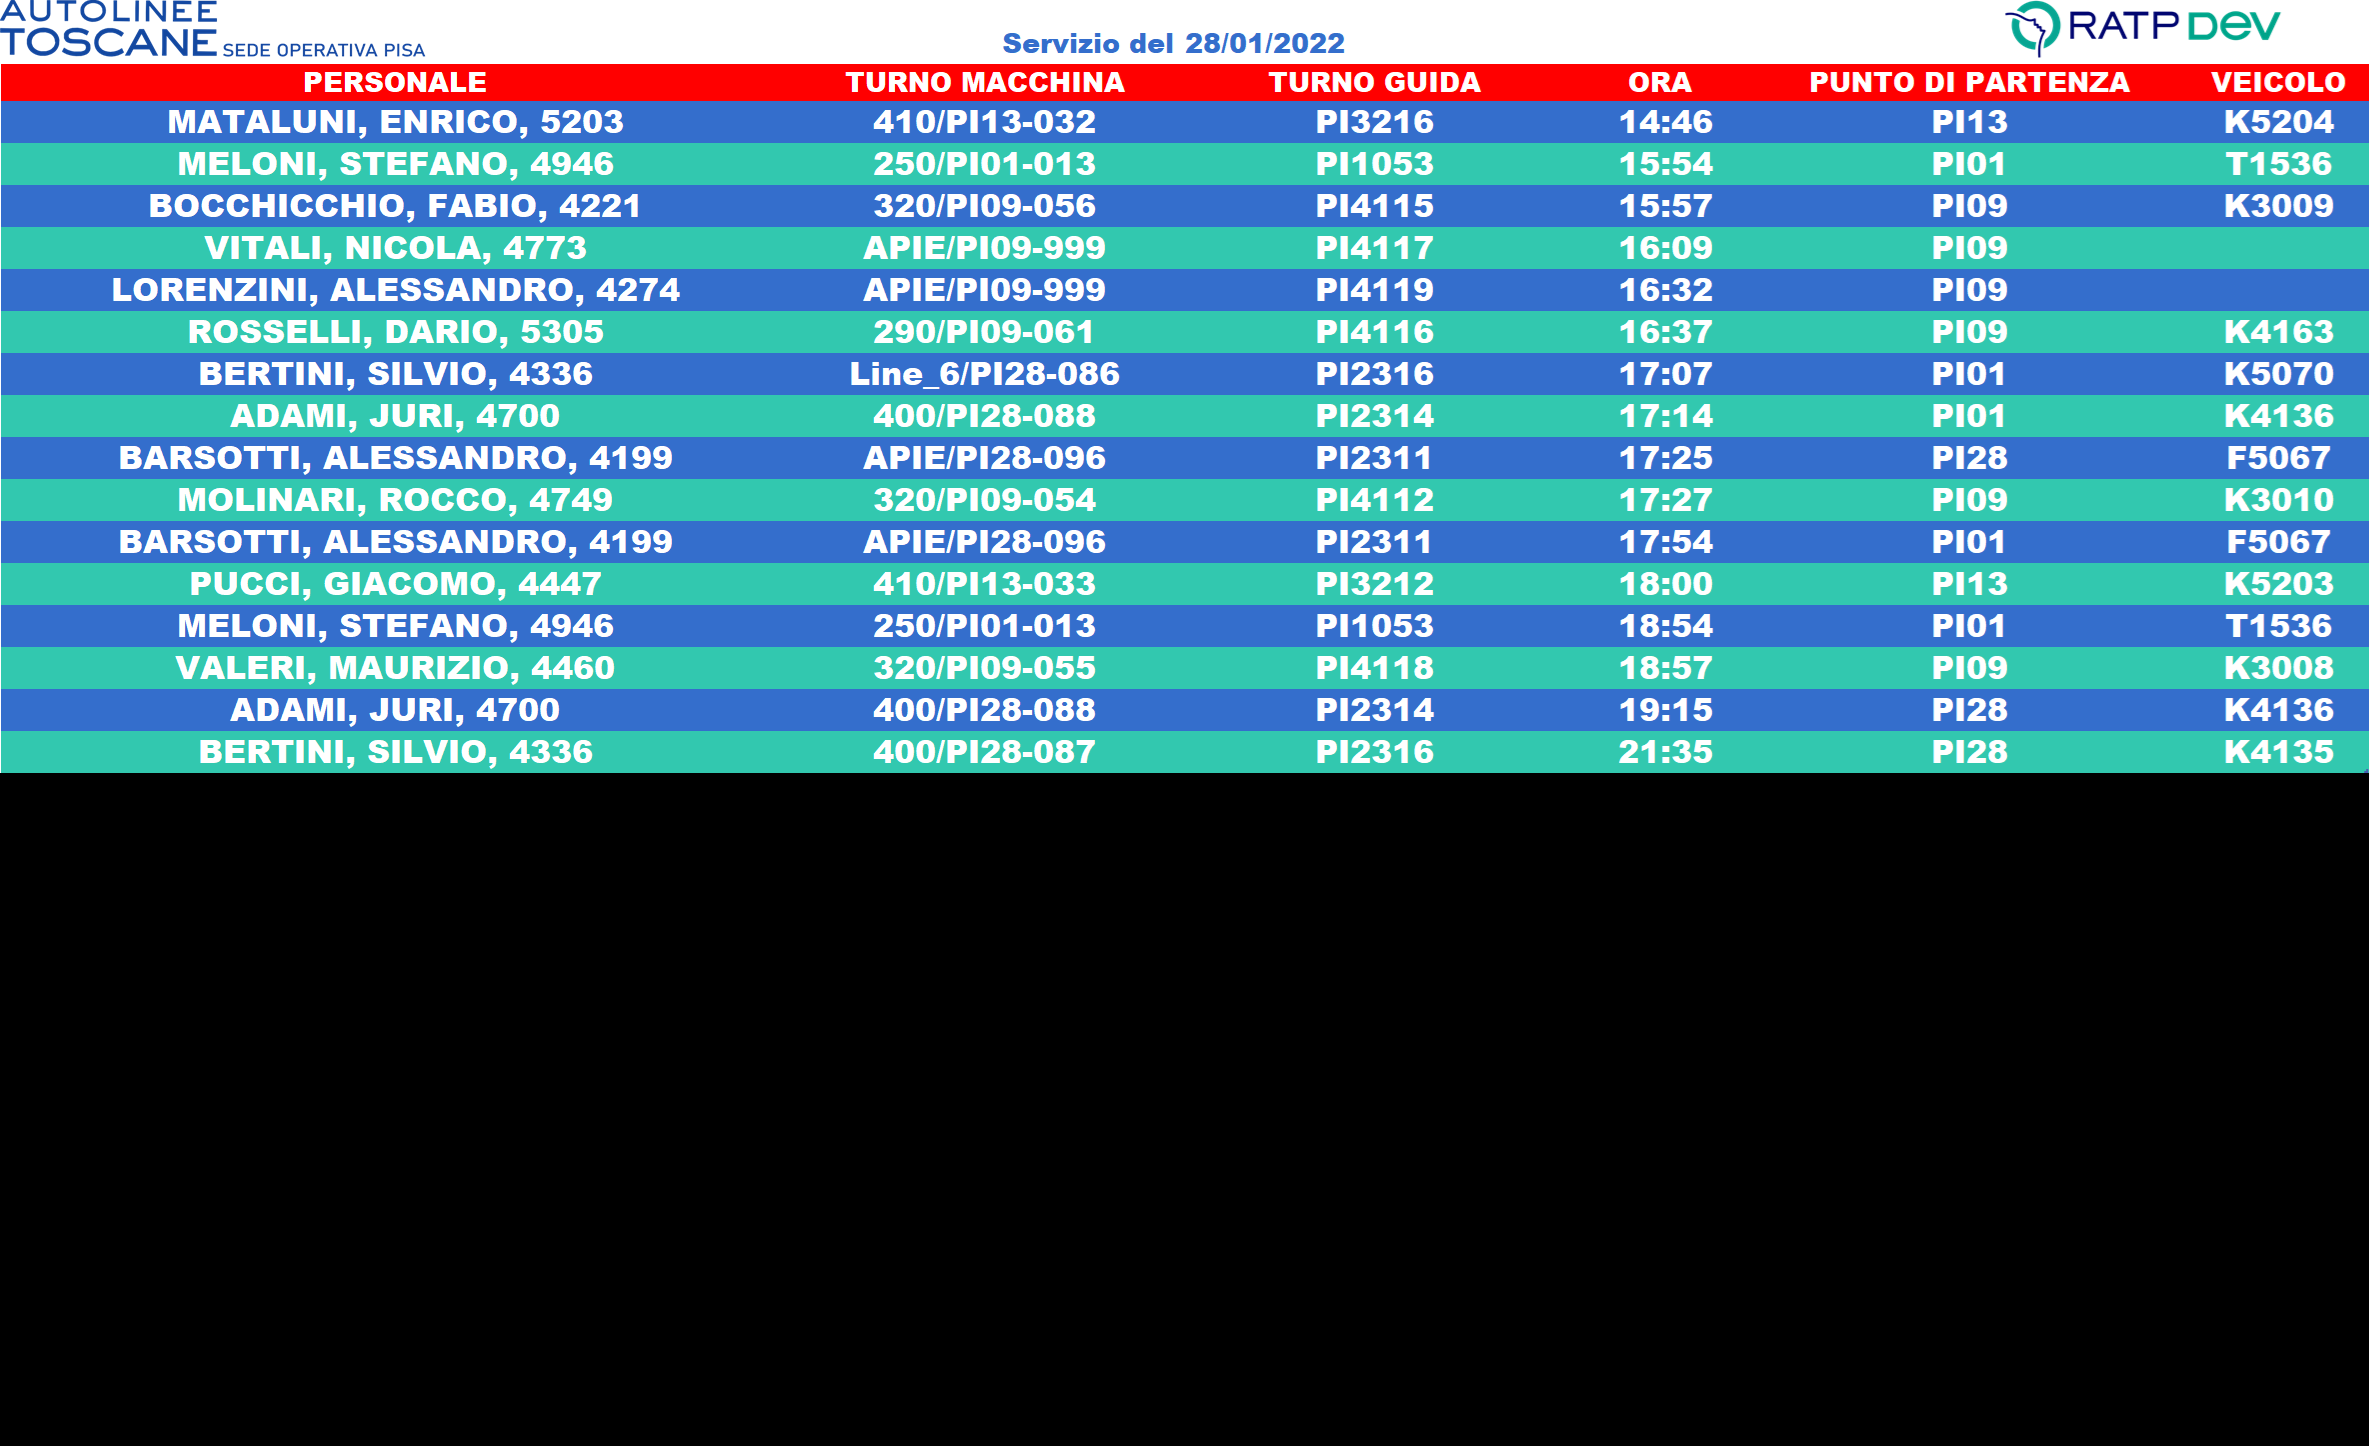 AUTOLINEE
TOSCANE SEDE OPERATIVA PISA
Servizio del 28/01/2022
RATP DEV
PERSONALE TURNO MACCHINA TURNO GUIDA ORA PUNTO DI PARTENZA VEICOLO
MATALUNI, ENRICO, 5203 410/PI13-032 PI3216 14:46 PI13 K5204
MELONI, STEFANO, 4946 250/PI01-013 PI1053 15:54 PI01 T1536
BOCCHICCHIO, FABIO, 4221 320/PI09-056 PI4115 15:57 PI09 K3009
VITALI, NICOLA, 4773 APIE/PI09-999 PI4117 16:09 PI09
LORENZINI, ALESSANDRO, 4274 APIE/PI09-999 PI4119 16:32 PI09
ROSSELLI, DARIO, 5305 290/PI09-061 PI4116 16:37 PI09 K4163
BERTINI, SILVIO, 4336 Line_6/PI28-086 PI2316 17:07 PI01 K5070
ADAMI, JURI, 4700 400/PI28-088 PI2314 17:14 PI01 K4136
BARSOTTI, ALESSANDRO, 4199 APIE/PI28-096 PI2311 17:25 PI28 F5067
MOLINARI, ROCCO, 4749 320/PI09-054 PI4112 17:27 PI09 K3010
BARSOTTI, ALESSANDRO, 4199 APIE/PI28-096 PI2311 17:54 PI01 F5067
PUCCI, GIACOMO, 4447 410/PI13-033 PI3212 18:00 PI13 K5203
MELONI, STEFANO, 4946 250/PI01-013 PI1053 18:54 PI01 T1536
VALERI, MAURIZIO, 4460 320/PI09-055 PI4118 18:57 PI09 K3008
ADAMI, JURI, 4700 400/PI28-088 PI2314 19:15 PI28 K4136
BERTINI, SILVIO, 4336 400/PI28-087 PI2316 21:35 PI28 K4135